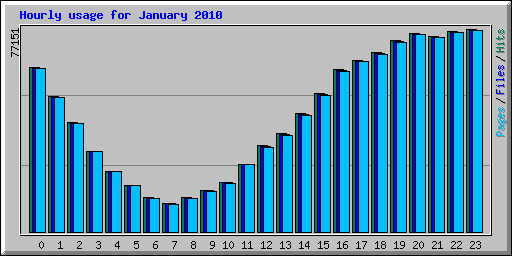 Hourly usage for January 2010
77151
Pages/Files/Hits
0 1 2 3 4 5 6 7 8 9 10 11 12 13 14 15 16 17 18 19 20 21 22 23